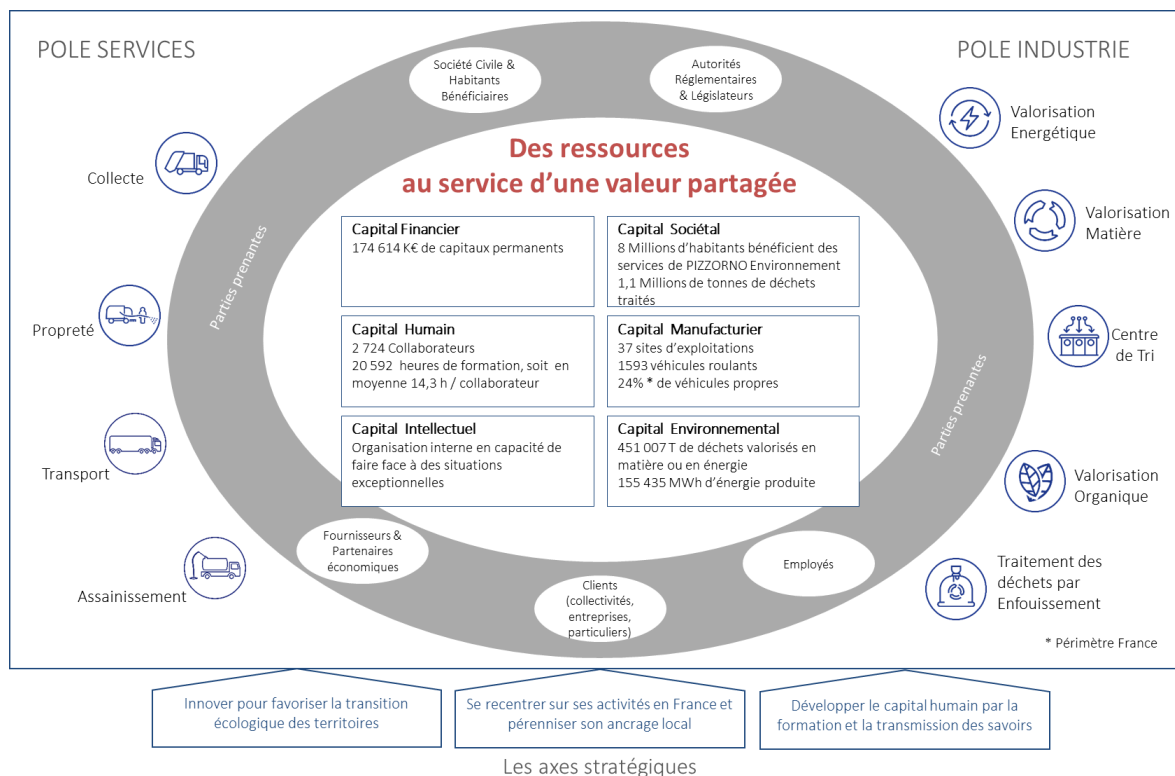 POLE SERVICES
POLE INDUSTRIE
Société Civile &
Habitants
Bénéficiaires
Autorités
Réglementaires
& Législateurs
Des ressources
au service d’une valeur partagée
Collecte
Propreté
Transport
Assainissement
Parties prenantes
Capital Financier
174 614 K€ de capitaux permanents
Capital Sociétal
8 Millions d’habitants bénéficient des
services de PIZZORNO Environnement
1,1 Millions de tonnes de déchets
traités
Capital Humain
2 724 Collaborateurs
20 592 heures de formation, soit en
moyenne 14,3 h / collaborateur
Capital Manufacturier
37 sites d’exploitations
1593 véhicules roulants
24% * de véhicules propres
Capital Intellectuel
Organisation interne en capacité de
faire face à des situations
exceptionnelles
Capital Environnemental
451 007 T de déchets valorisés en
matière ou en énergie
155 435 MWh d’énergie produite
Parties prenantes
Fournisseurs &
Partenaires
économiques
Clients
(collectivités,
entreprises,
particuliers)
Employés
Valorisation
Energétique
Valorisation
Matière
Centre
de Tri
Valorisation
Organique
Traitement des
déchets par
Enfouissement
* Périmètre France
Innover pour favoriser la transition
écologique des territoires
Se recentrer sur ses activités en France et
pérenniser son ancrage local
Développer le capital humain par la
formation et la transmission des savoirs
Les axes stratégiques